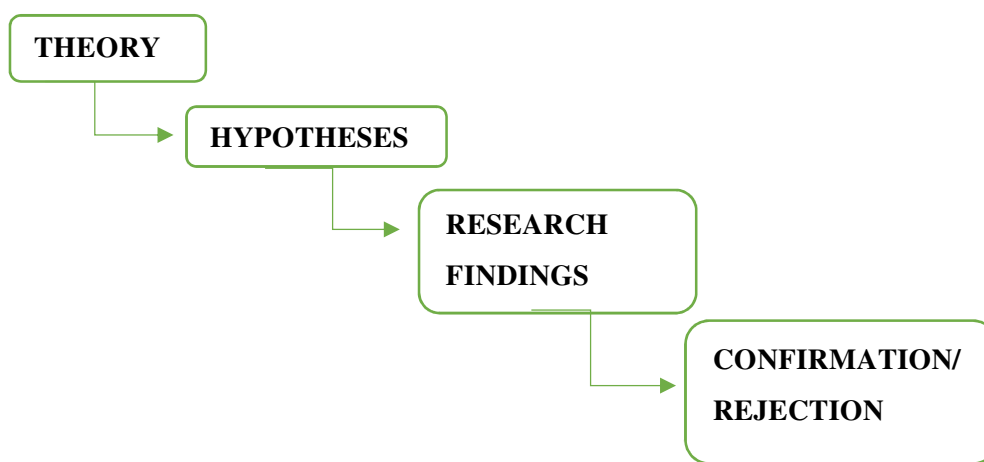 THEORY
HYPOTHESES
RESEARCH
FINDINGS
CONFIRMATION/
REJECTION